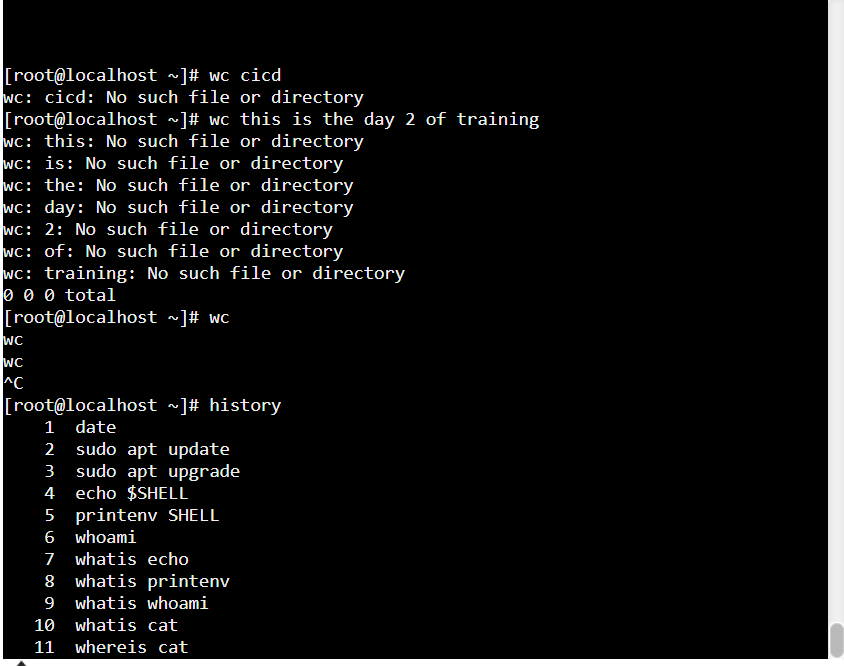 [root@localhost ~]# wc cicd
wc: cicd: No such file or directory
[root@localhost ~]# wc this is the day 2 of training
wc: this: No such file or directory
wc: is: No such file or directory
wc: the: No such file or directory
wc: day: No such file or directory
wc: 2: No such file or directory
wc: of: No such file or directory
wc: training: No such file or directory
0 0 0 total
[root@localhost ~]# wc
wc
wc
^C
[root@localhost ~]# history
    1  date
    2  sudo apt update
    3  sudo apt upgrade
    4  echo $SHELL
    5  printenv SHELL
    6  whoami
    7  whatis echo
    8  whatis printenv
    9  whatis whoami
   10  whatis cat
   11  whereis cat